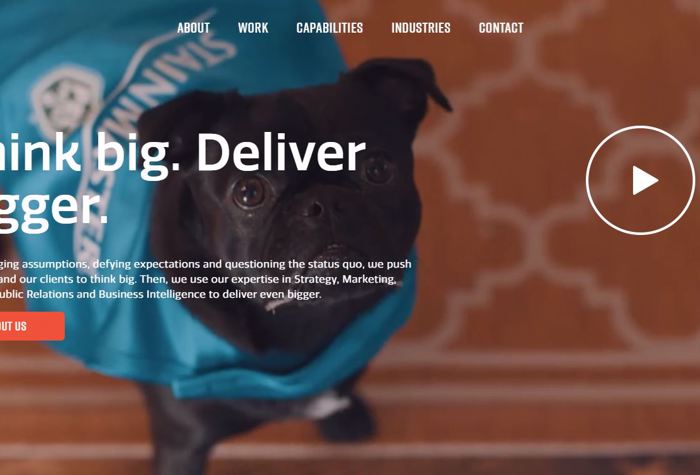 ABOUT WORK CAPABILITIES INDUSTRIES CONTACT
STAINM
ink big. Deliver
gger.
ging assumptions, defying expectations and questioning the status quo, we push
and our clients to think big. Then, we use our expertise in Strategy, Marketing,
ublic Relations and Business Intelligence to deliver even bigger.
OUT US